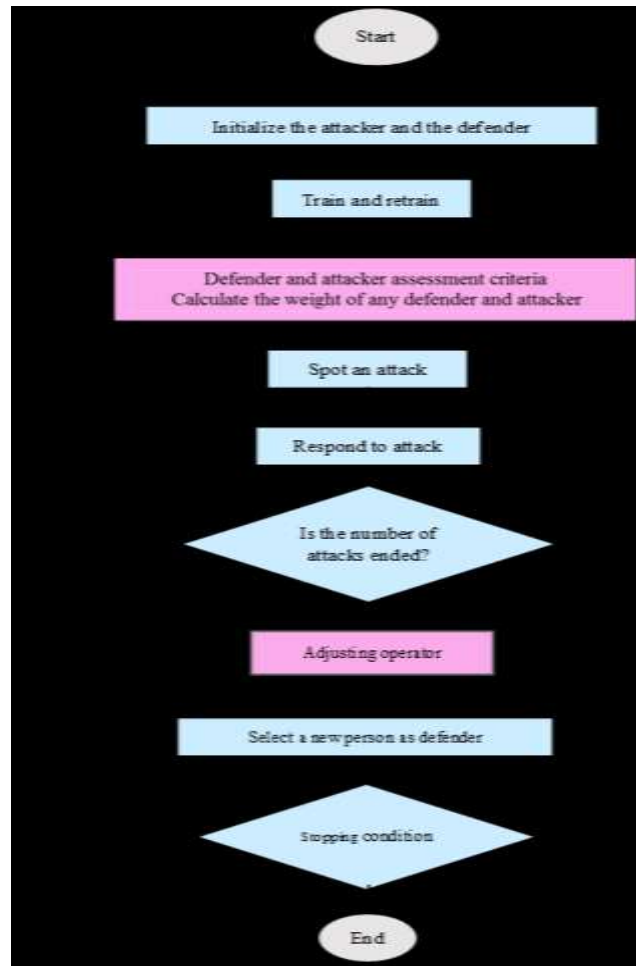 Start
Initialize the attacker and the defender
Train and retrain
Defender and attacker assessment criteria
Calculate the weight of any defender and attacker
Spot an attack
Respond to attack
Is the number of
attacks ended?
Adjusting operator
Select a new person as defender
Stopping condition
End